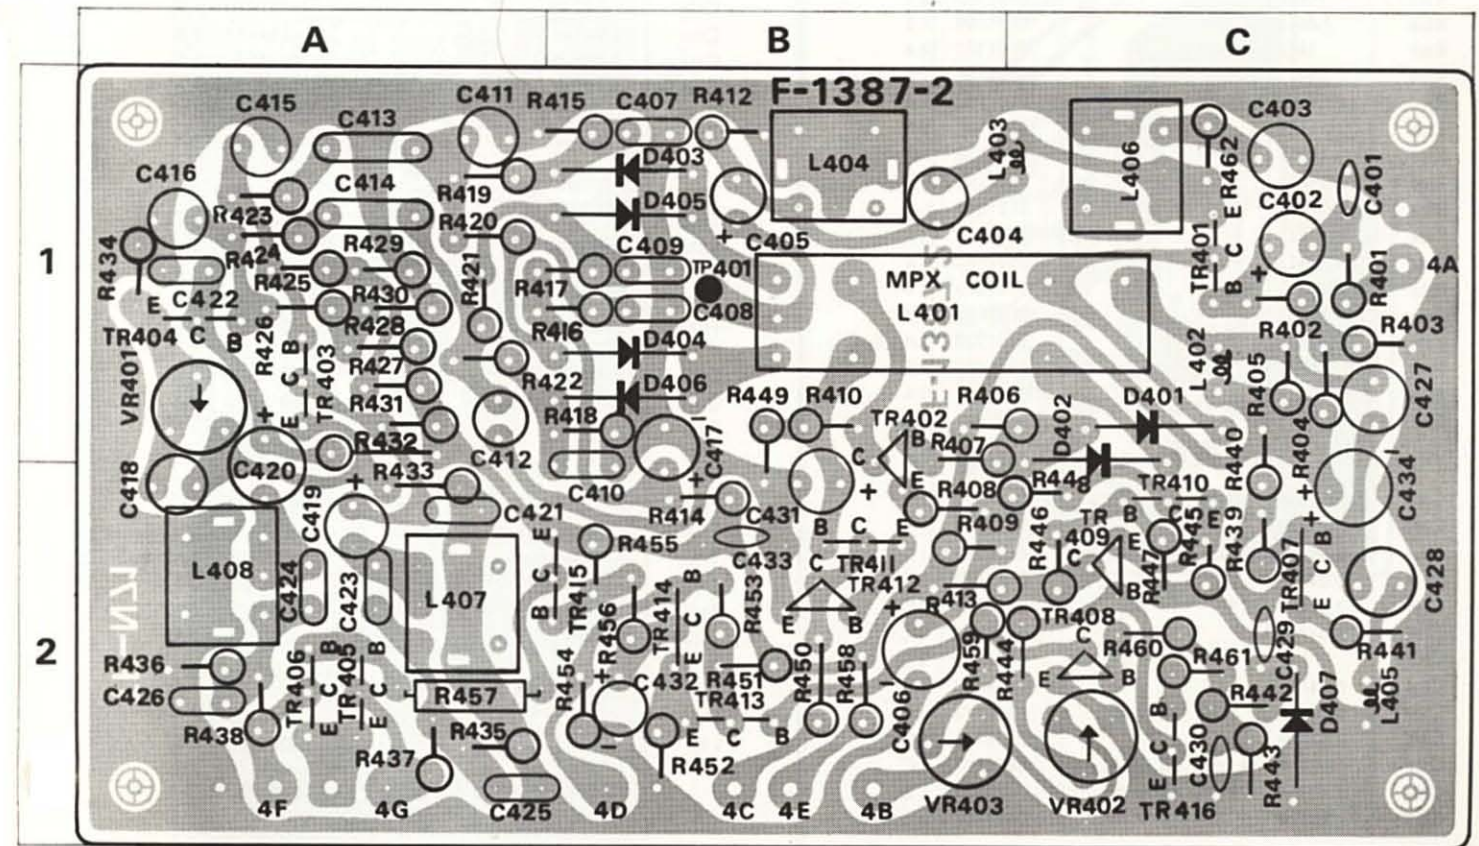 A B C
F-1387-2
1
C415 C413 C411 R415 C407 R412 C403
D403 L404 L403 L406 R462 C401
C416 C414 R419 D405 C402
R423 R420 E
R434 R424 R429 C409 C405 C404 TR401 C 4A
R425 R421 R417 TP401 MPX COIL R401
E C422 R430 C408 L401 B +
TR404 C B R428 R416 D404 R402 R403
VR401 R426 B C E TR403 R427 R422 D406 L402 R405
R431 R418 R449 R410 TR402 R406 D402 D401 C427
+ R432 C417 C B E R407 R440 R404
C418 C420 R433 C412 C410 + R408 R448 TR410 C434
C419 + C421 R414 C431 + R409 R446 B C E R439 +
2
L408 C424 C423 L407 E C B R455 C433 B C E TR411 TR409 C E B R447 R445 TR407 B C E C428
TR415 R456 TR414 B C E R453 C TR412 E B + R413 TR408 C429
R436 TR406 B C E TR405 B C E R454 + C432 R451 R450 R458 R459 R444 C E B R460 R461 R441
C426 R457 TR413 C406 R442 D407 L405
R438 R437 R435 R452 E C B B C E C430 R443
4F 4G C425 4D 4C 4E 4B VR403 VR402 TR416